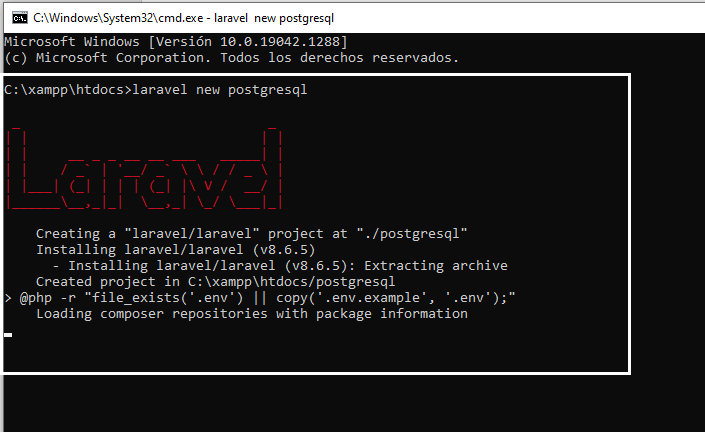 C:\Windows\System32\cmd.exe - laravel  new postgresql
Microsoft Windows [Versión 10.0.19042.1288]
(c) Microsoft Corporation. Todos los derechos reservados.
C:\xampp\htdocs>laravel new postgresql
Laravel
Creating a "laravel/laravel" project at "./postgresql"
Installing laravel/laravel (v8.6.5)
- Installing laravel/laravel (v8.6.5): Extracting archive
Created project in C:\xampp\htdocs/postgresql
> @php -r "file_exists('.env') || copy('.env.example', '.env');"
Loading composer repositories with package information